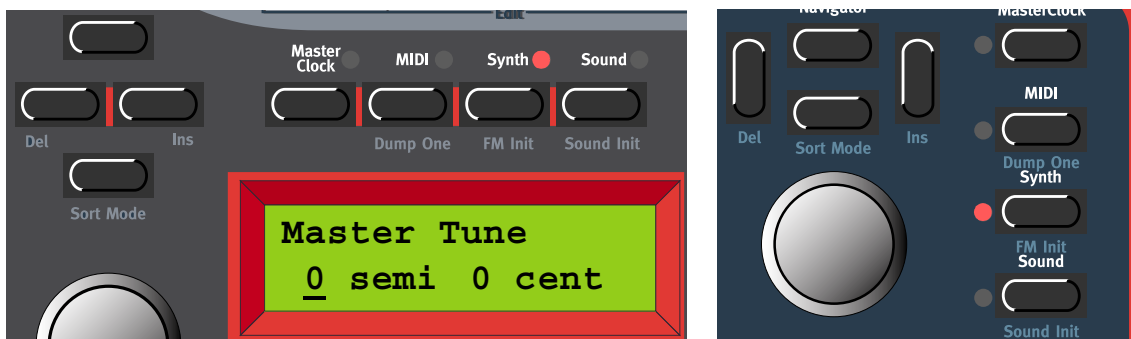 Edit
Master Clock MIDI Synth Sound
Del Ins
Dump One FM Init Sound Init
Sort Mode
Master Tune
0 semi 0 cent
Navigator
MasterClock
MIDI
Del Sort Mode Ins
Dump One
Synth
FM Init
Sound
Sound Init